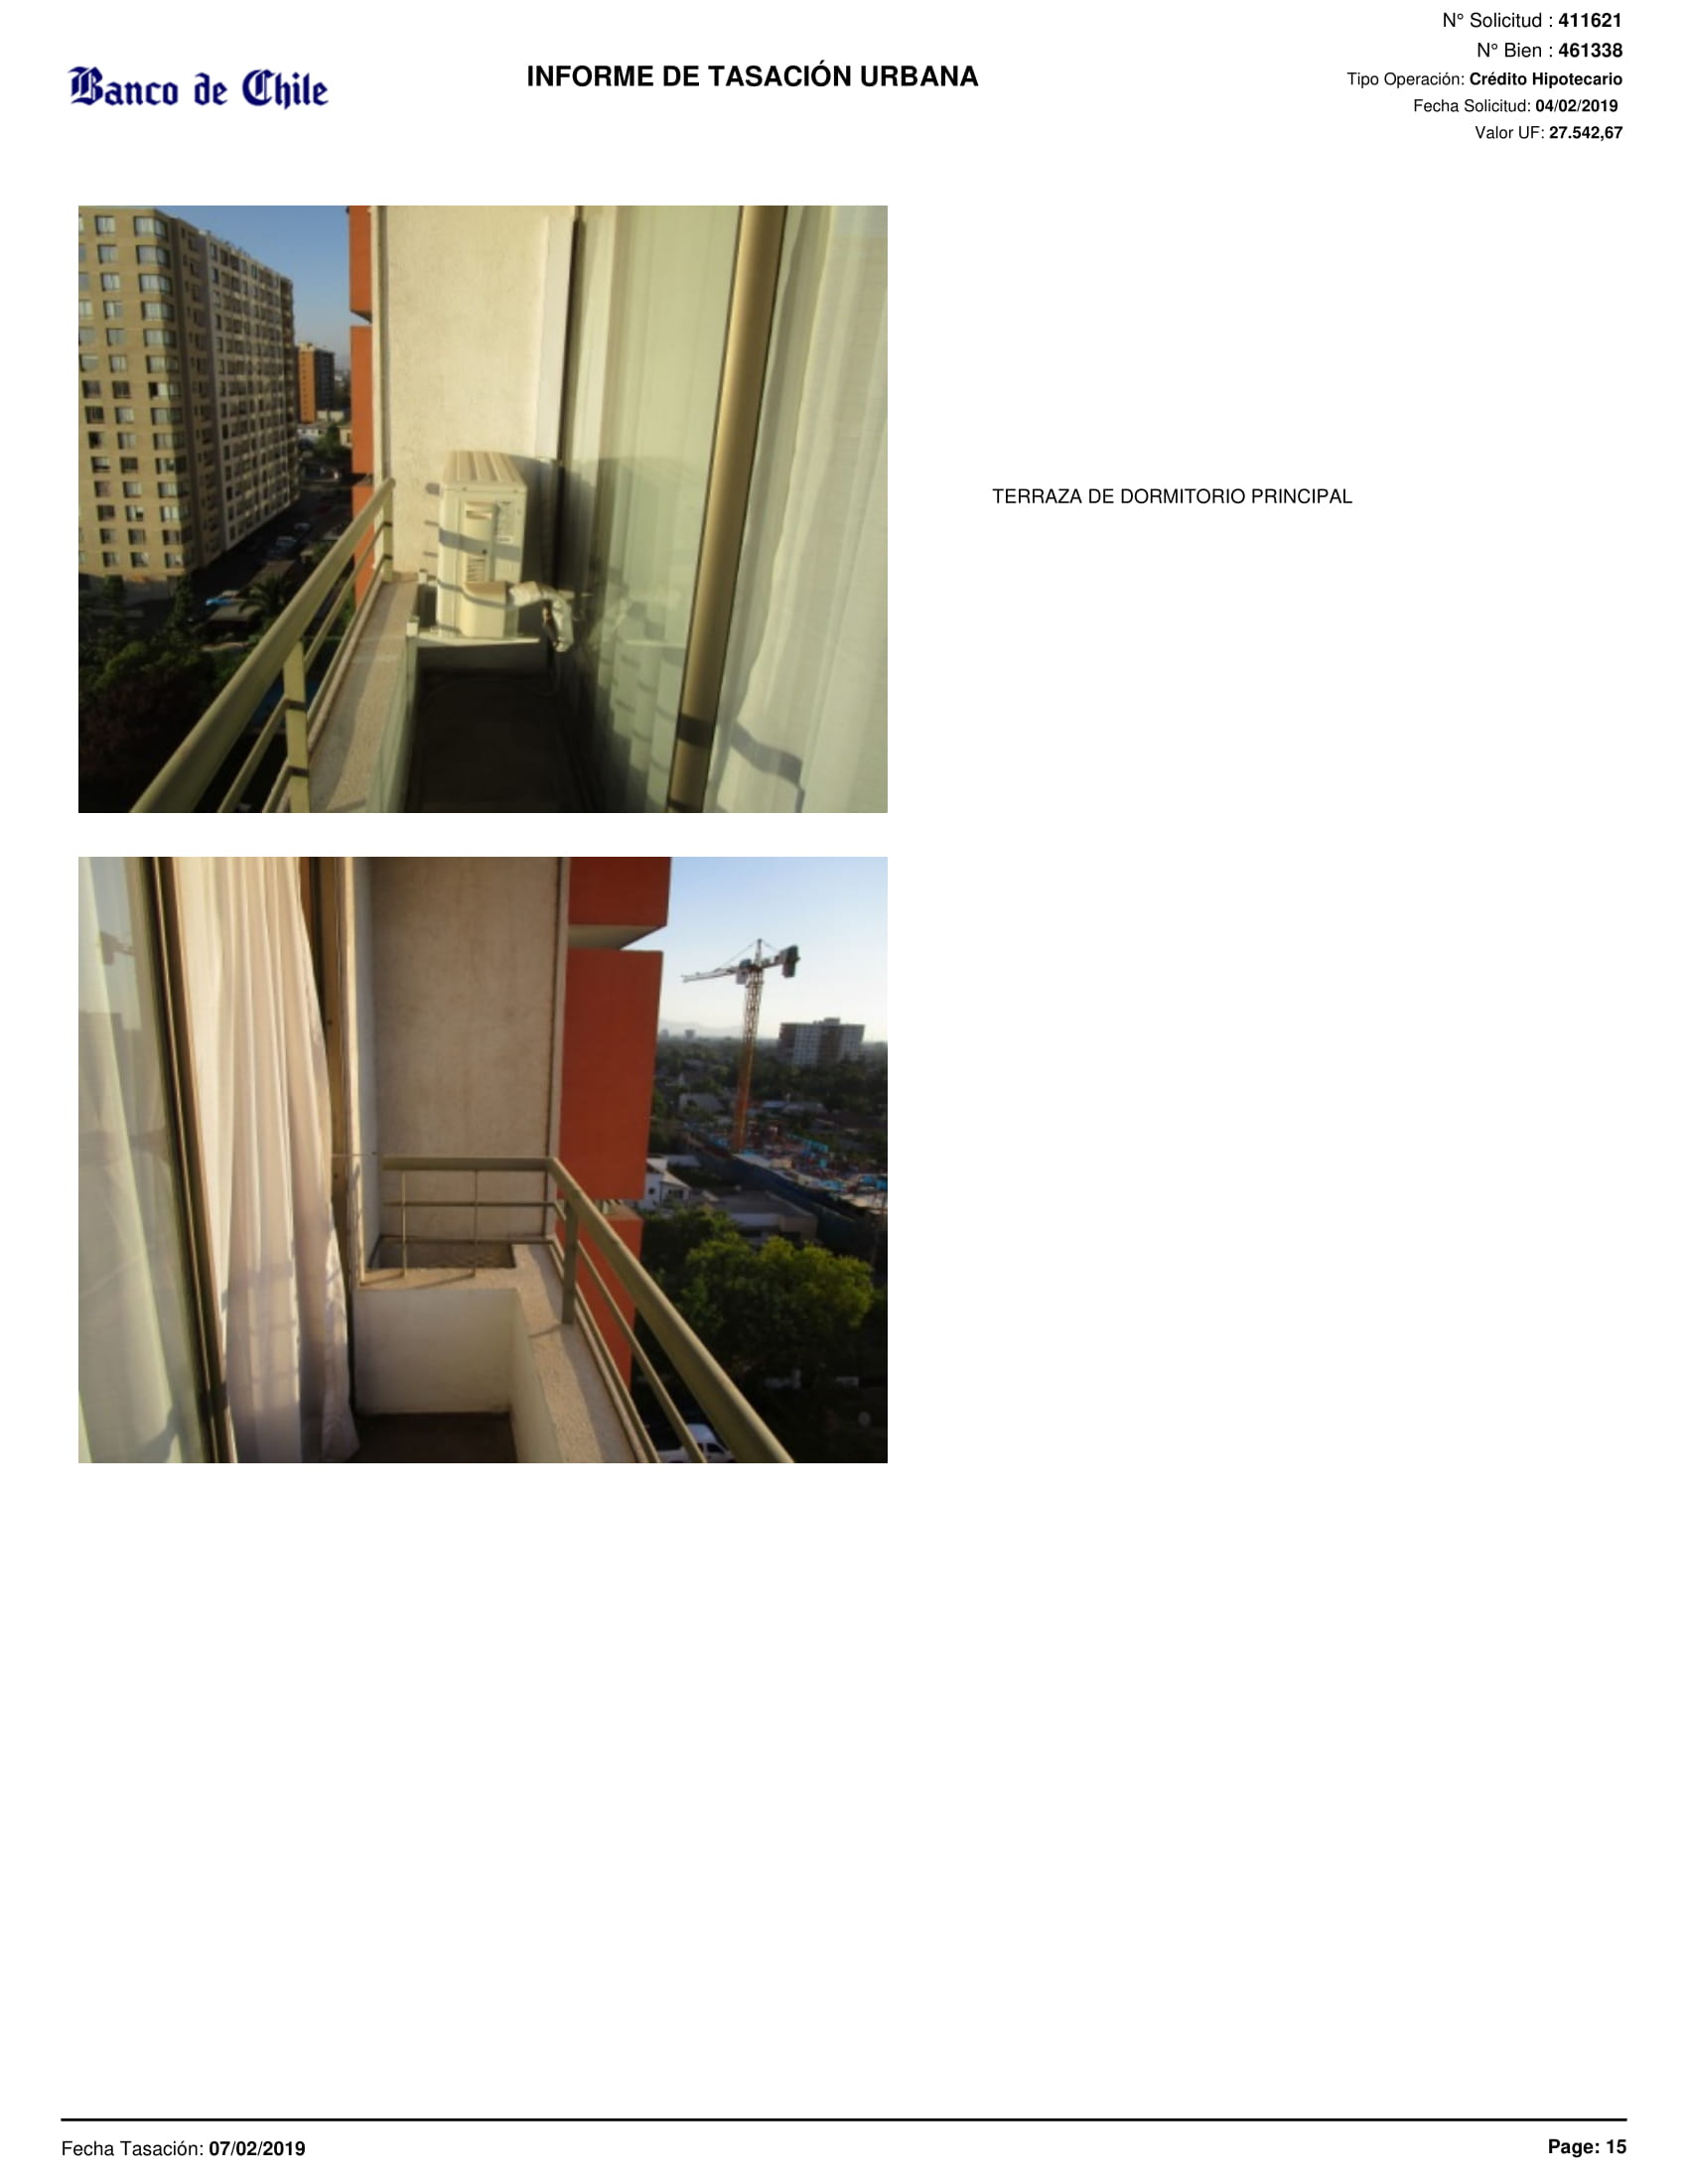 N° Solicitud : 411621
N° Bien : 461338
Tipo Operación: Crédito Hipotecario
Fecha Solicitud: 04/02/2019
Valor UF: 27.542,67
Banco de Chile
INFORME DE TASACIÓN URBANA
TERRAZA DE DORMITORIO PRINCIPAL
Fecha Tasación: 07/02/2019
Page: 15